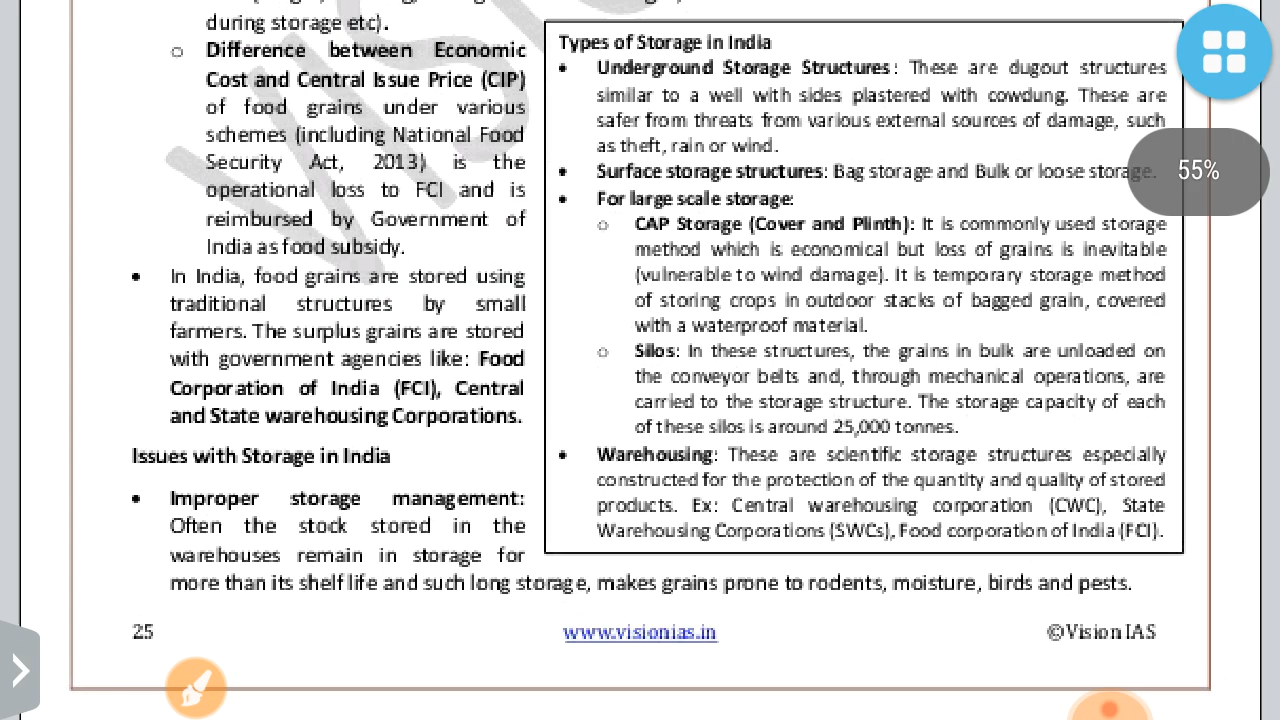 during storage etc).
o Difference between Economic
Cost and Central Issue Price (CIP)
of food grains under various
schemes (including National Food
Security Act, 2013) is the
operational loss to FCI and is
reimbursed by Government of
India as food subsidy.
• In India, food grains are stored using
traditional structures by small
farmers. The surplus grains are stored
with government agencies like: Food
Corporation of India (FCI), Central
and State warehousing Corporations.
Issues with Storage in India
• Improper storage management:
Often the stock stored in the
warehouses remain in storage for
more than its shelf life and such long storage, makes grains prone to rodents, moisture, birds and pests.
Types of Storage in India
• Underground Storage Structures: These are dugout structures
similar to a well with sides plastered with cowdung. These are
safer from threats from various external sources of damage, such
as theft, rain or wind.
• Surface storage structures: Bag storage and Bulk or loose storage.
• For large scale storage:
o CAP Storage (Cover and Plinth): It is commonly used storage
method which is economical but loss of grains is inevitable
(vulnerable to wind damage). It is temporary storage method
of storing crops in outdoor stacks of bagged grain, covered
with a waterproof material.
o Silos: In these structures, the grains in bulk are unloaded on
the conveyor belts and, through mechanical operations, are
carried to the storage structure. The storage capacity of each
of these silos is around 25,000 tonnes.
• Warehousing: These are scientific storage structures especially
constructed for the protection of the quantity and quality of stored
products. Ex: Central warehousing corporation (CWC), State
Warehousing Corporations (SWCs), Food corporation of India (FCI).
55%
25 www.visionias.in ©Vision IAS